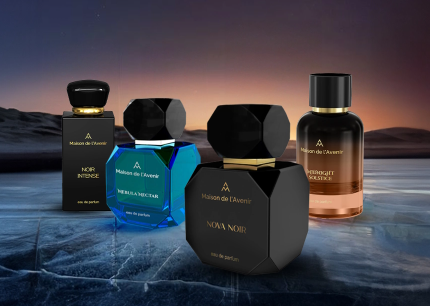 Maison de l'Avenir
NOIR
INTENSE
eau de parfum
Maison de l'Avenir
NEBULA NECTAR
eau de parfum
Maison de l'Avenir
NOVA NOIR
eau de parfum
Maison de l'Avenir
MIDNIGHT
SOLSTICE